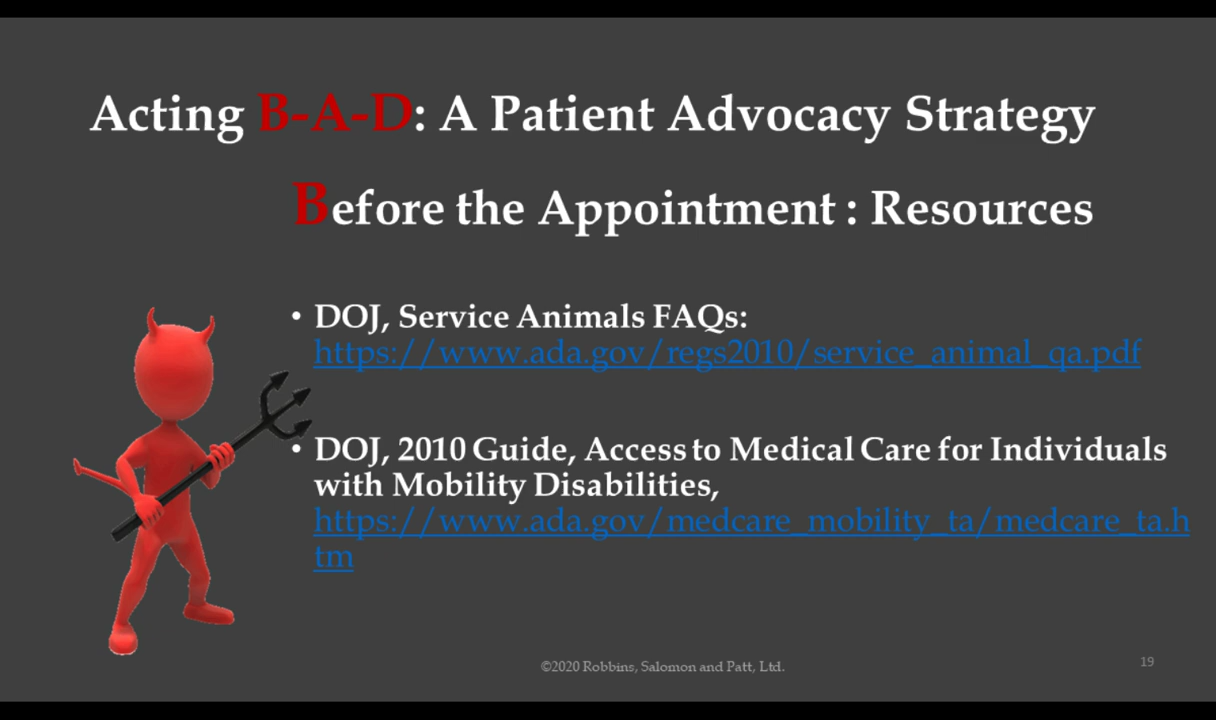 Acting B-A-D: A Patient Advocacy Strategy
Before the Appointment : Resources
• DOJ, Service Animals FAQs:
https://www.ada.gov/regs2010/service_animal_qa.pdf
• DOJ, 2010 Guide, Access to Medical Care for Individuals
with Mobility Disabilities,
https://www.ada.gov/medcare_mobility_ta/medcare_ta.h
tm
©2020 Robbins, Salomon and Patt, Ltd.
19